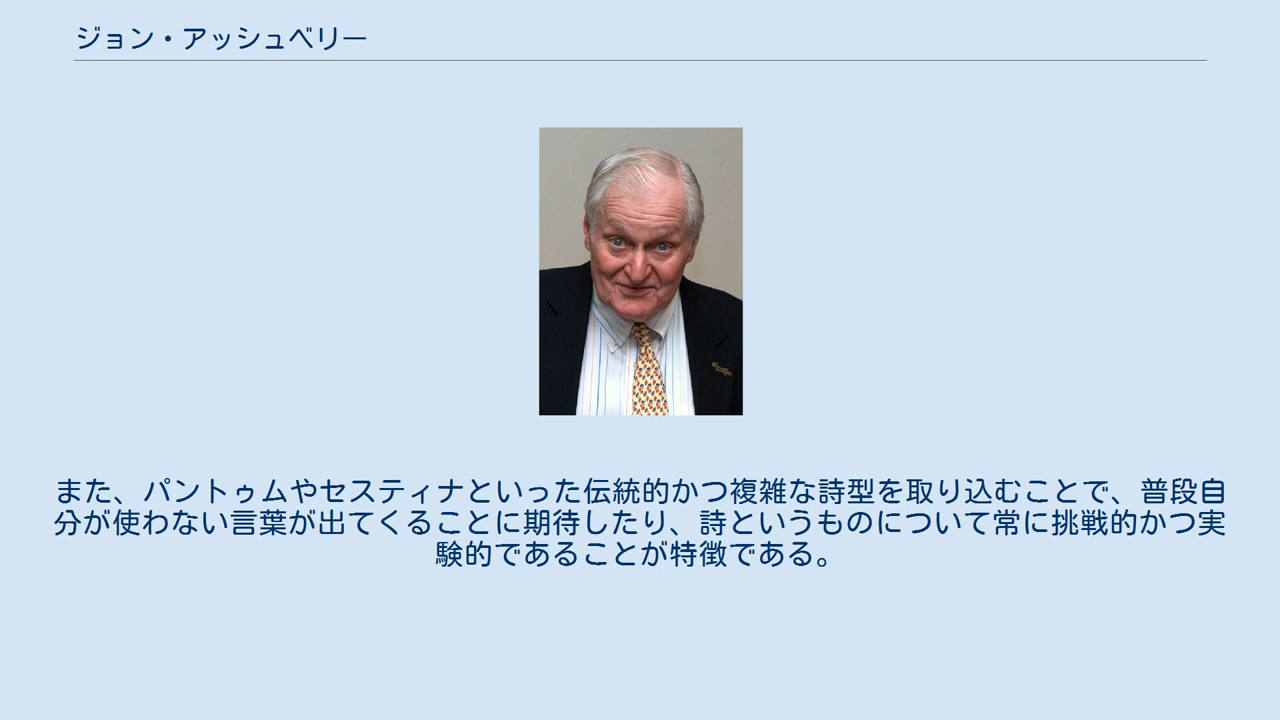 ジョン・アッシュベリー
また、パントゥムやセスティナといった伝統的かつ複雑な詩型を取り込むことで、普段自
分が使わない言葉が出てくることに期待したり、詩というものについて常に挑戦的かつ実
験的であることが特徴である。